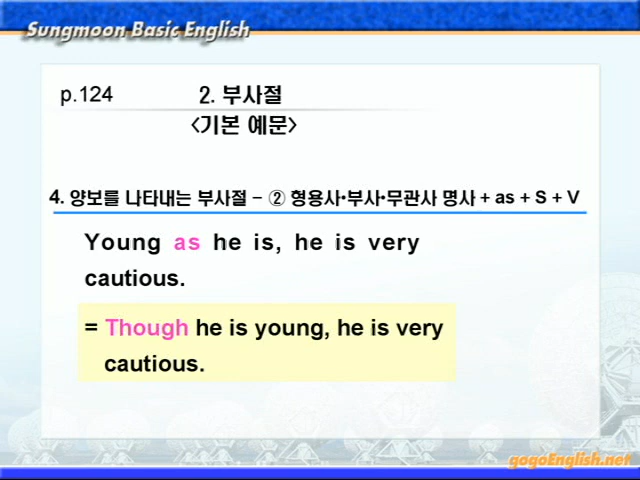 Sungmoon Basic English
p.124
2. 부사절
<기본 예문>
4. 양보를 나타내는 부사절 – ② 형용사•부사•무관사 명사 + as + S + V
Young as he is, he is very
cautious.
= Though he is young, he is very
cautious.
gogoEnglish.net